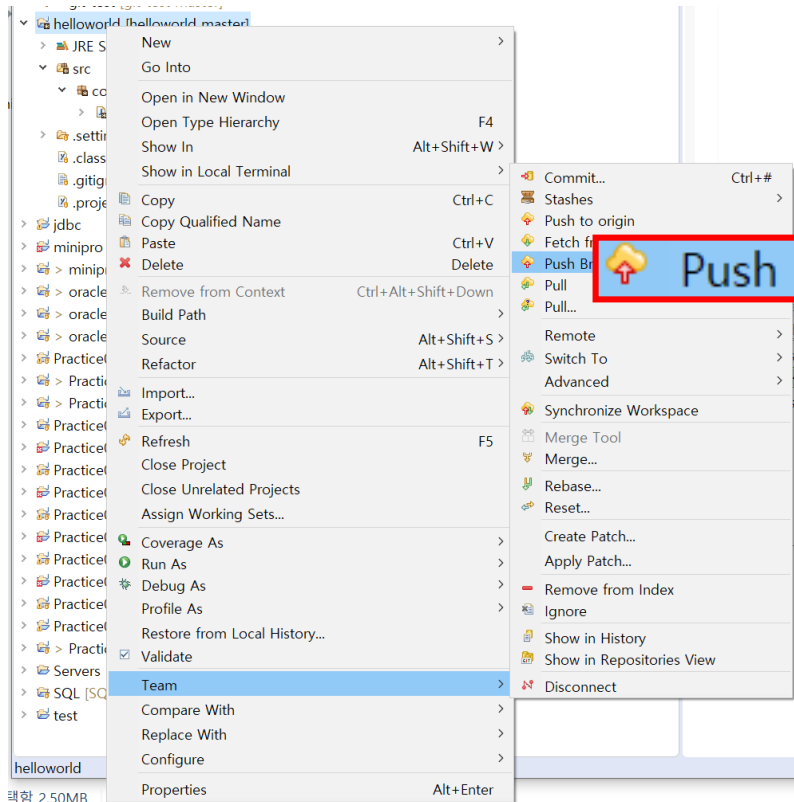 helloworld [helloworld master]
JRE S
src
co
.settin
.class
.gitig
.proje
jdbc
minipro
> minipr
> oracle
> oracle
> oracle
Practice
> Practi
> Practi
Practice
Practice
Practice
Practice
Practice
Practice
Practice
Practice
Practice
Practice
> Practi
Servers
SQL [SQ
test
helloworld
택함 2.50MB
New
Go Into
Open in New Window
Open Type Hierarchy F4
Show In Alt+Shift+W >
Show in Local Terminal
Copy Ctrl+C
Copy Qualified Name
Paste Ctrl+V
Delete Delete
Remove from Context Ctrl+Alt+Shift+Down
Build Path
Source Alt+Shift+S >
Refactor Alt+Shift+T >
Import...
Export...
Refresh F5
Close Project
Close Unrelated Projects
Assign Working Sets...
Coverage As
Run As
Debug As
Profile As
Restore from Local History...
Validate
Team
Compare With
Replace With
Configure
Properties Alt+Enter
Commit... Ctrl+#
Stashes
Push to origin
Fetch f
Push Br
Push
Pull
Pull...
Remote
Switch To
Advanced
Synchronize Workspace
Merge Tool
Merge...
Rebase...
Reset...
Create Patch...
Apply Patch...
Remove from Index
Ignore
Show in History
Show in Repositories View
Disconnect